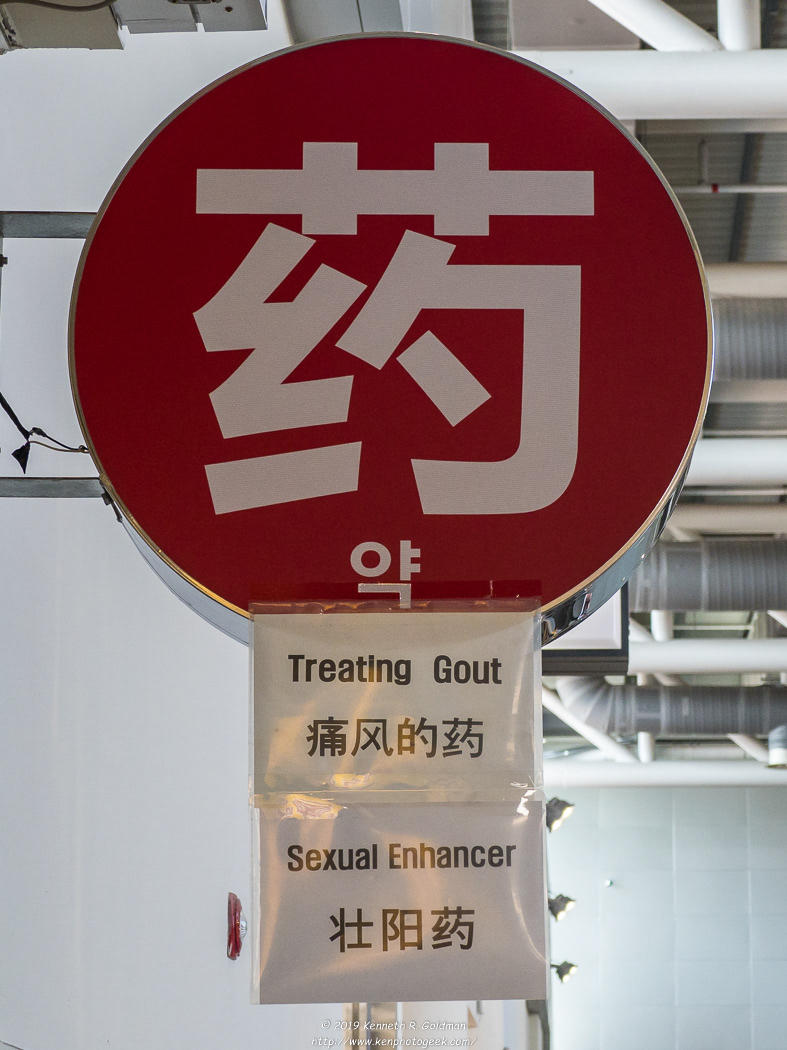 药
약
Treating Gout
痛风的药
Sexual Enhancer
壮阳药
© 2019 Kenneth R. Goldman
http://www.kenphotogeek.com/